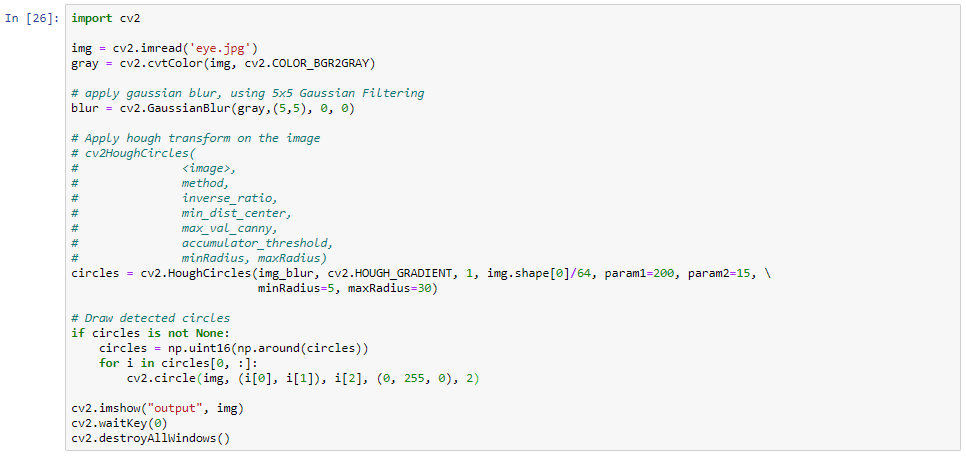 In [26]: import cv2

img = cv2.imread('eye.jpg')
gray = cv2.cvtColor(img, cv2.COLOR_BGR2GRAY)

# apply gaussian blur, using 5x5 Gaussian Filtering
blur = cv2.GaussianBlur(gray,(5,5), 0, 0)

# Apply hough transform on the image
# cv2HoughCircles(
#               <image>,
#               method,
#               inverse_ratio,
#               min_dist_center,
#               max_val_canny,
#               accumulator_threshold,
#               minRadius, maxRadius)
circles = cv2.HoughCircles(img_blur, cv2.HOUGH_GRADIENT, 1, img.shape[0]/64, param1=200, param2=15, \
                           minRadius=5, maxRadius=30)

# Draw detected circles
if circles is not None:
    circles = np.uint16(np.around(circles))
    for i in circles[0, :]:
        cv2.circle(img, (i[0], i[1]), i[2], (0, 255, 0), 2)

cv2.imshow("output", img)
cv2.waitKey(0)
cv2.destroyAllWindows()